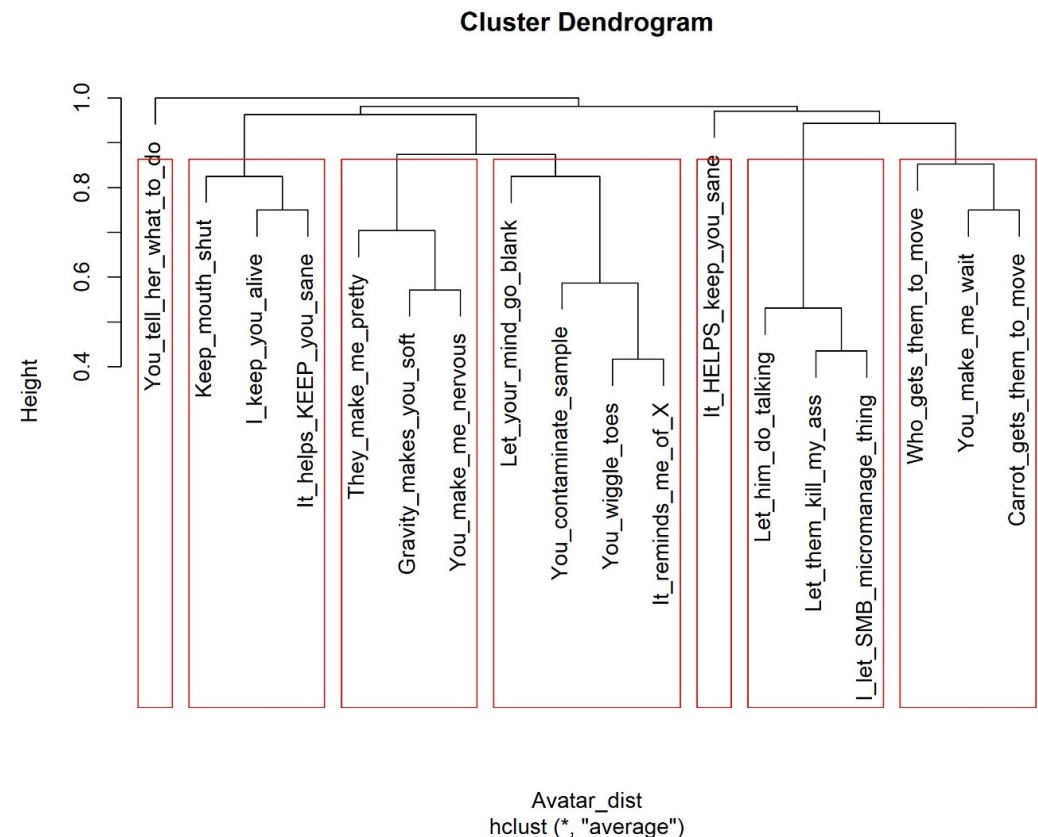 Cluster Dendrogram
Height
1.0
0.8
0.6
0.4
You_tell_her_what_to_do
Keep_mouth_shut
I_keep_you_alive
It_helps_KEEP_you_sane
They_make_me_pretty
Gravity_makes_you_soft
You_make_me_nervous
Let_your_mind_go_blank
You_contaminate_sample
You_wiggle_toes
It_reminds_me_of_X
It_HELPS_keep_you_sane
Let_him_do_talking
Let_them_kill_my_ass
I_let_SMB_micromanage_thing
Who_gets_them_to_move
You_make_me_wait
Carrot_gets_them_to_move
Avatar_dist
hclust (*, "average")